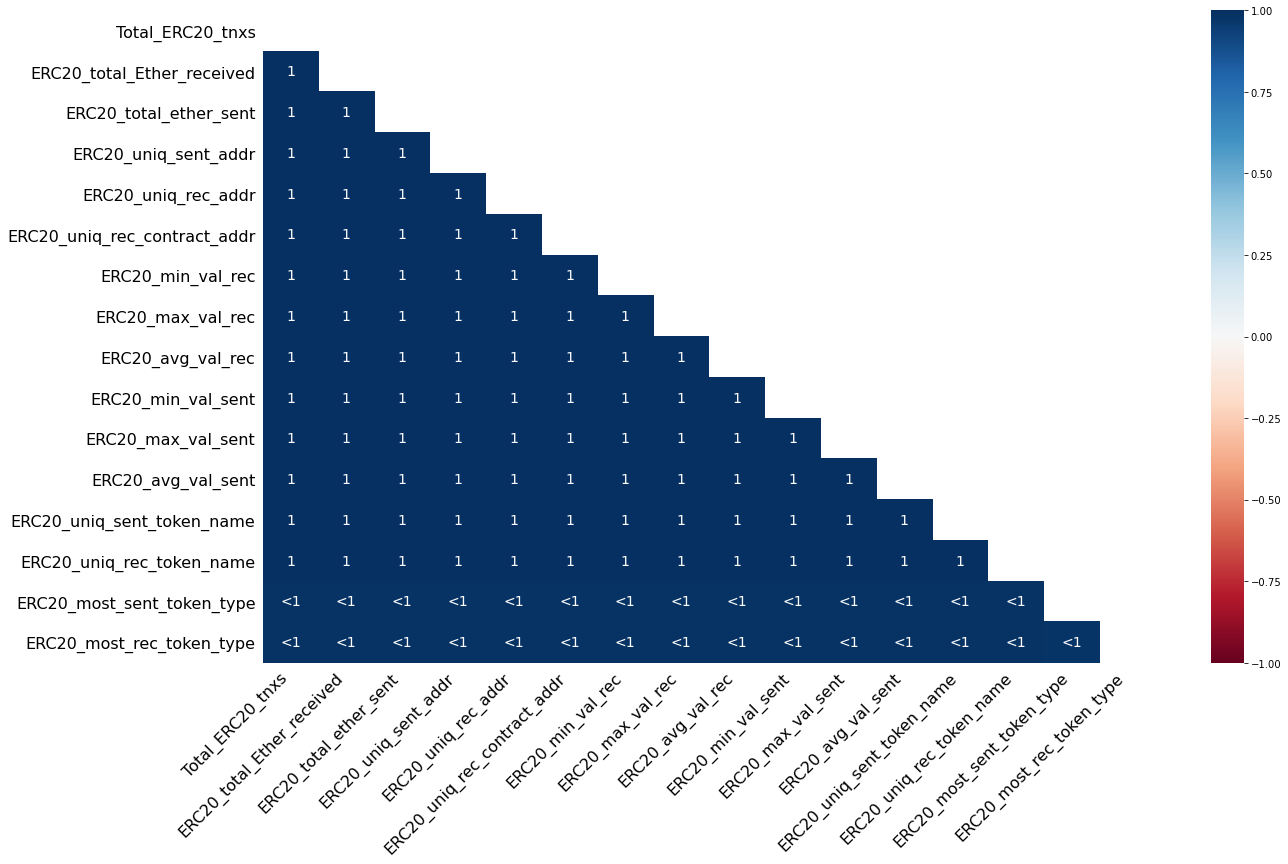 Total_ERC20_tnxs
ERC20_total_Ether_received 1
ERC20_total_ether_sent 1 1
ERC20_uniq_sent_addr 1 1 1
ERC20_uniq_rec_addr 1 1 1 1
ERC20_uniq_rec_contract_addr 1 1 1 1 1
ERC20_min_val_rec 1 1 1 1 1 1
ERC20_max_val_rec 1 1 1 1 1 1 1
ERC20_avg_val_rec 1 1 1 1 1 1 1 1
ERC20_min_val_sent 1 1 1 1 1 1 1 1 1
ERC20_max_val_sent 1 1 1 1 1 1 1 1 1 1
ERC20_avg_val_sent 1 1 1 1 1 1 1 1 1 1 1
ERC20_uniq_sent_token_name 1 1 1 1 1 1 1 1 1 1 1 1
ERC20_uniq_rec_token_name 1 1 1 1 1 1 1 1 1 1 1 1 1
ERC20_most_sent_token_type <1 <1 <1 <1 <1 <1 <1 <1 <1 <1 <1 <1 <1 <1
ERC20_most_rec_token_type <1 <1 <1 <1 <1 <1 <1 <1 <1 <1 <1 <1 <1 <1 <1
Total_ERC20_tnxs
ERC20_total_Ether_received
ERC20_total_ether_sent
ERC20_uniq_sent_addr
ERC20_uniq_rec_addr
ERC20_uniq_rec_contract_addr
ERC20_min_val_rec
ERC20_max_val_rec
ERC20_avg_val_rec
ERC20_min_val_sent
ERC20_max_val_sent
ERC20_avg_val_sent
ERC20_uniq_sent_token_name
ERC20_uniq_rec_token_name
ERC20_most_sent_token_type
ERC20_most_rec_token_type
1.00
0.75
0.50
0.25
0.00
−0.25
−0.50
−0.75
−1.00